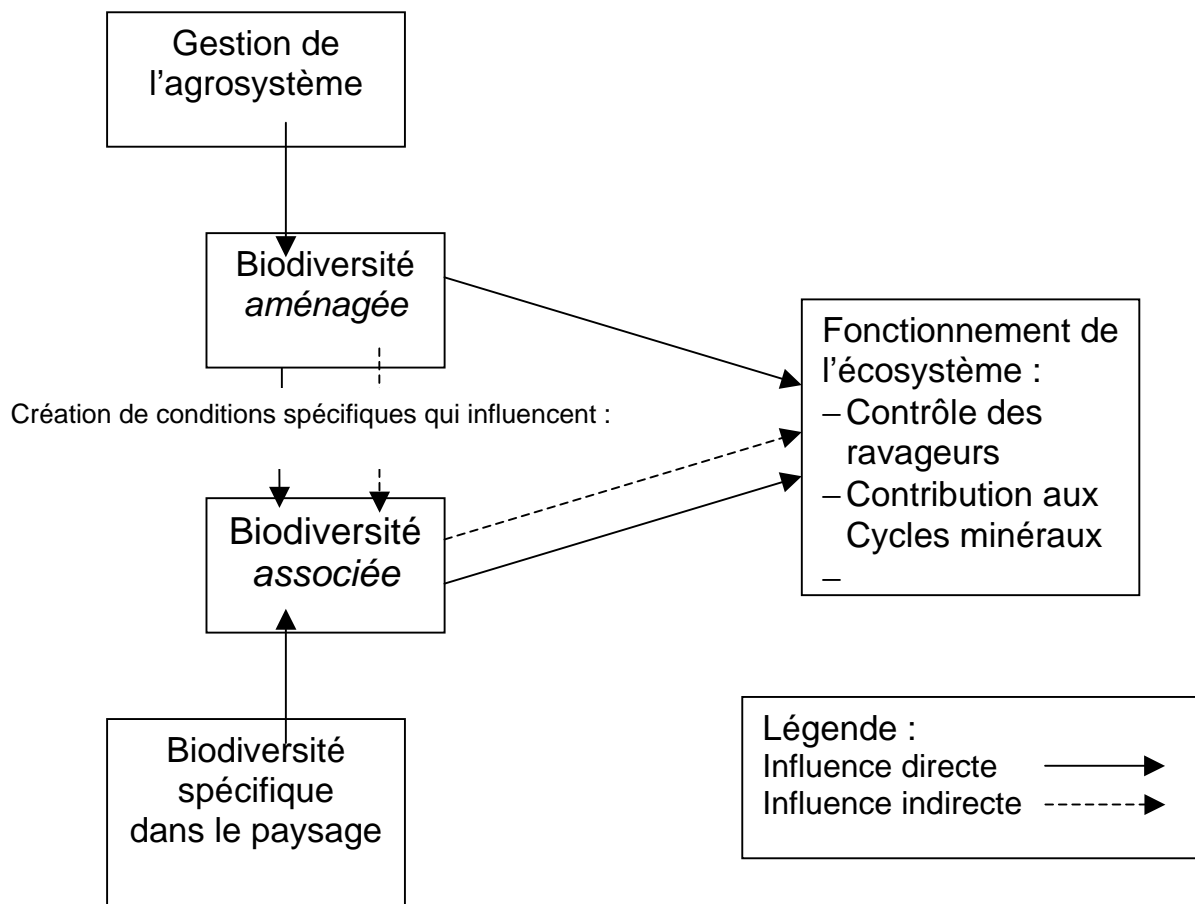 Gestion de
l’agrosystème
Biodiversité
aménagée
Création de conditions spécifiques qui influencent :
Biodiversité
associée
Biodiversité
spécifique
dans le paysage
Fonctionnement de
l’écosystème :
– Contrôle des
ravageurs
– Contribution aux
Cycles minéraux
–
Légende :
Influence directe
Influence indirecte